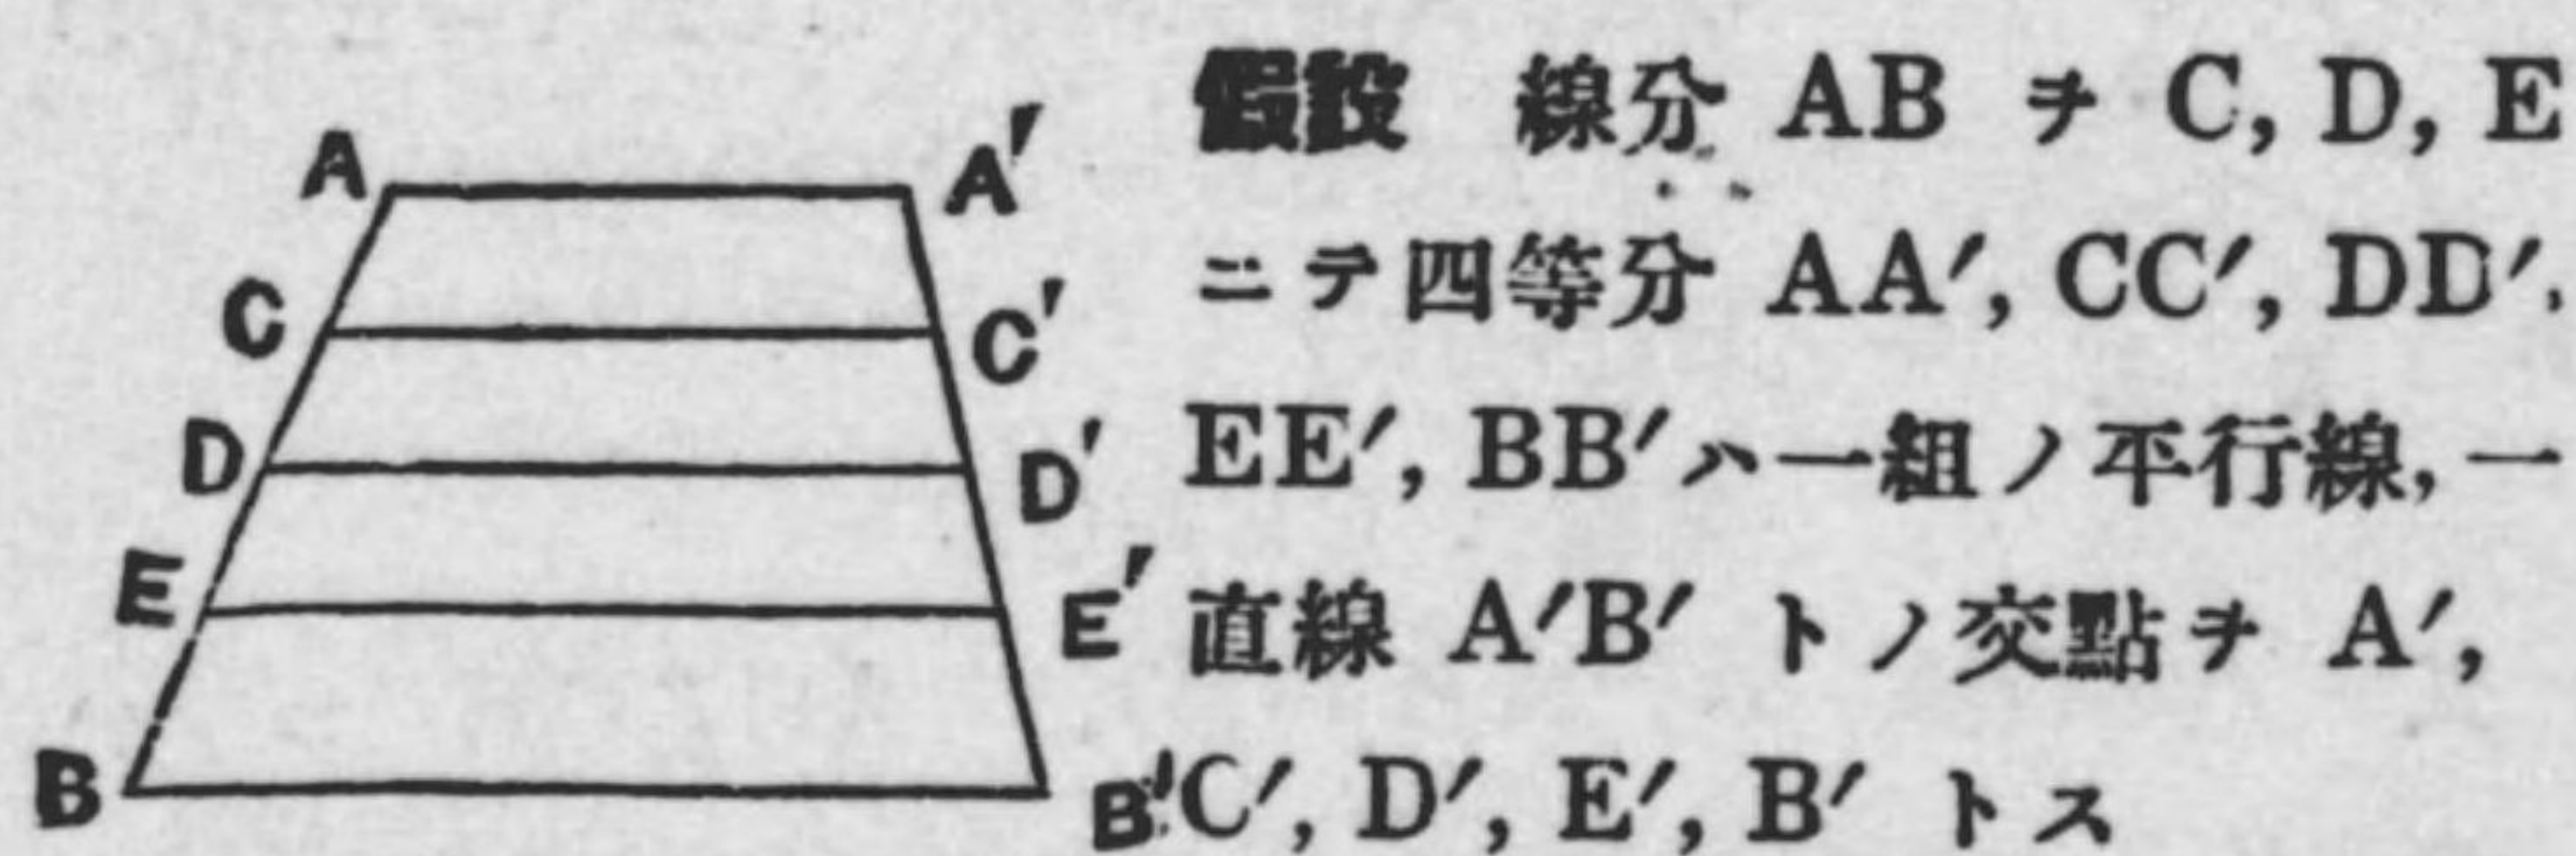 A
A′
C
C′
D
D′
E
E′
B
B′
假設 線分 AB ヲ C, D, E
ニテ四等分 AA′, CC′, DD′,
EE′, BB′ハ一組ノ平行線, 一
直線 A′B′ トノ交點ヲ A′,
C′, D′, E′, B′ トス